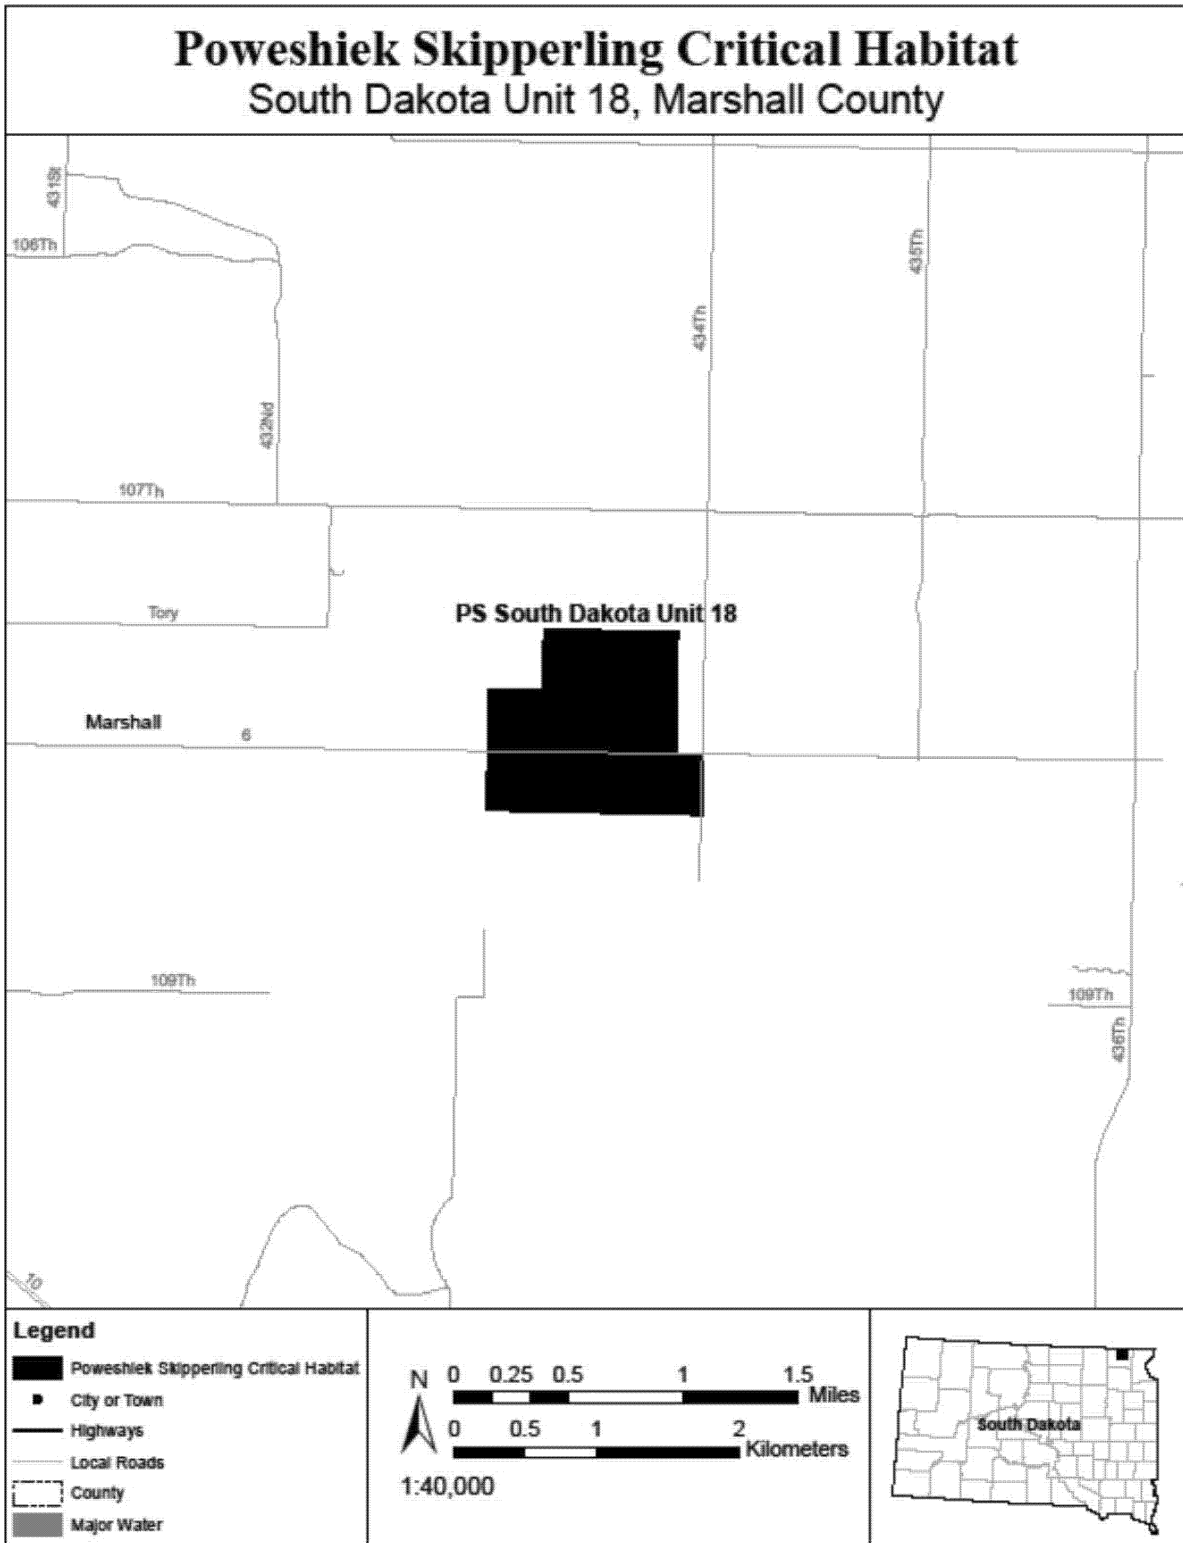 Poweshiek Skipperling Critical Habitat
South Dakota Unit 18, Marshall County
431St
106Th
435Th
434Th
432Nd
107Th
Tory
PS South Dakota Unit 18
Marshall
6
109Th
109Th
436Th
10
Legend
Poweshiek Skipperling Critical Habitat
City or Town
Highways
Local Roads
County
Major Water
N
0 0.25 0.5 1 1.5
Miles
0 0.5 1 2
Kilometers
1:40,000
South Dakota